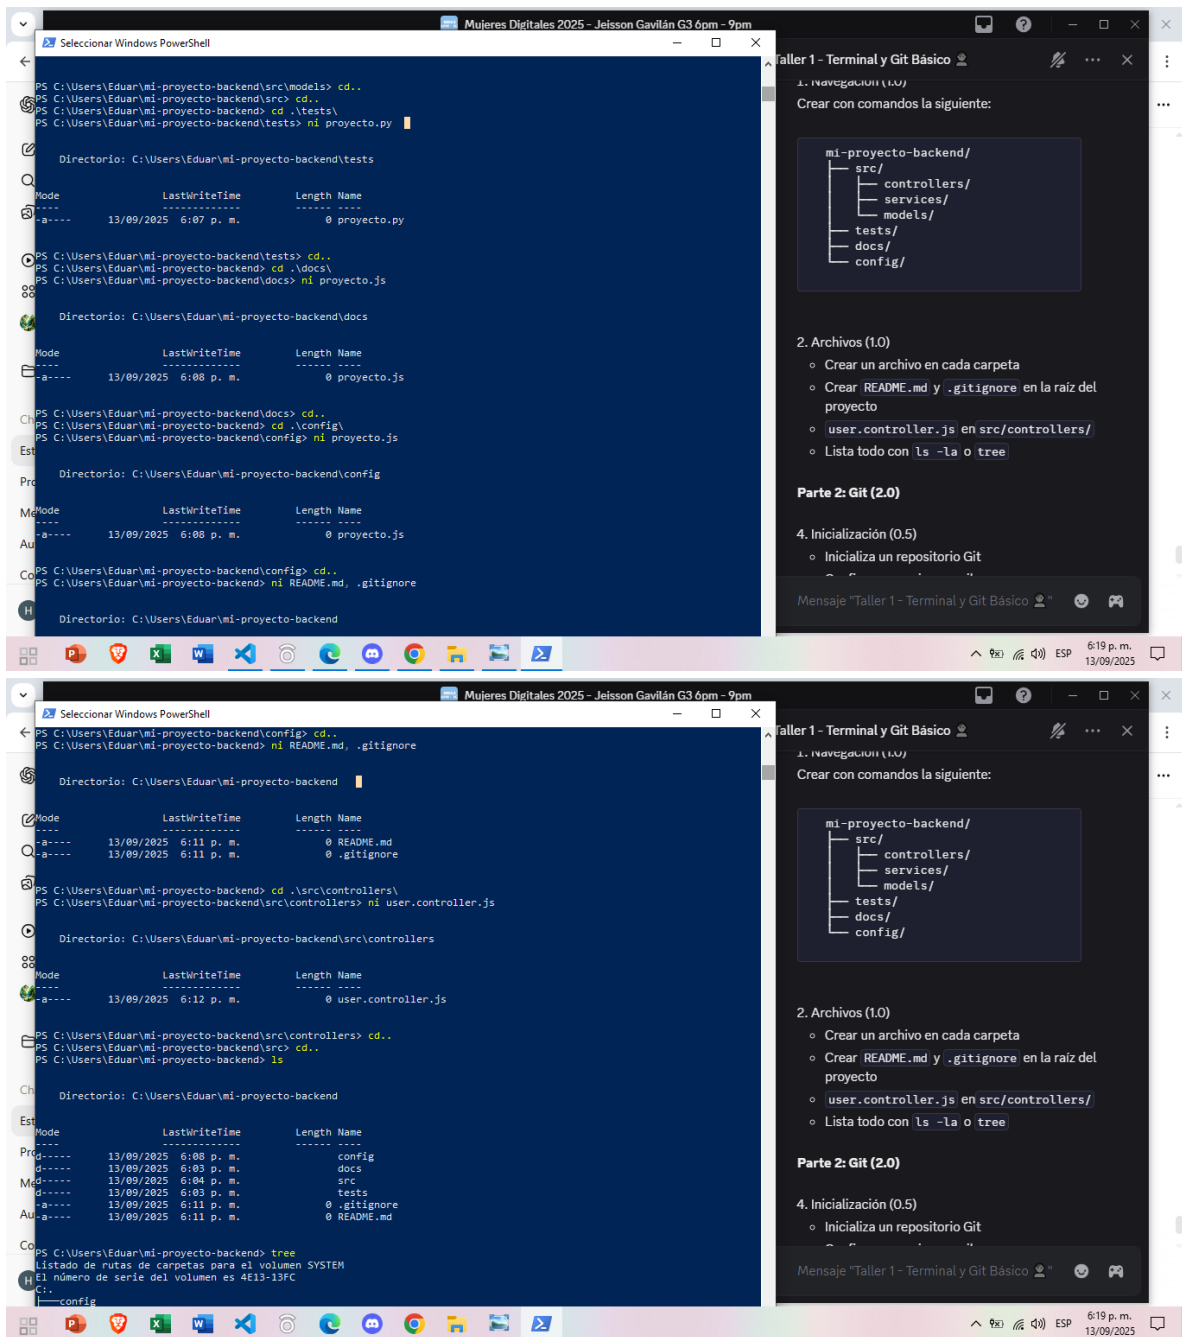 Mujeres Digitales 2025 - Jeisson Gavilán G3 6pm - 9pm
Seleccionar Windows PowerShell
PS C:\Users\Eduar\mi-proyecto-backend\src\models> cd..
PS C:\Users\Eduar\mi-proyecto-backend\src> cd..
PS C:\Users\Eduar\mi-proyecto-backend> cd .\tests\
PS C:\Users\Eduar\mi-proyecto-backend\tests> ni proyecto.py
Directorio: C:\Users\Eduar\mi-proyecto-backend\tests
Mode LastWriteTime Length Name
---- ------------- ------ ----
-a---- 13/09/2025 6:07 p. m. 0 proyecto.py
PS C:\Users\Eduar\mi-proyecto-backend\tests> cd..
PS C:\Users\Eduar\mi-proyecto-backend> cd .\docs\
PS C:\Users\Eduar\mi-proyecto-backend\docs> ni proyecto.js
Directorio: C:\Users\Eduar\mi-proyecto-backend\docs
Mode LastWriteTime Length Name
---- ------------- ------ ----
-a---- 13/09/2025 6:08 p. m. 0 proyecto.js
PS C:\Users\Eduar\mi-proyecto-backend\docs> cd..
PS C:\Users\Eduar\mi-proyecto-backend> cd .\config\
PS C:\Users\Eduar\mi-proyecto-backend\config> ni proyecto.js
Directorio: C:\Users\Eduar\mi-proyecto-backend\config
Mode LastWriteTime Length Name
---- ------------- ------ ----
-a---- 13/09/2025 6:08 p. m. 0 proyecto.js
PS C:\Users\Eduar\mi-proyecto-backend\config> cd..
PS C:\Users\Eduar\mi-proyecto-backend> ni README.md, .gitignore
Directorio: C:\Users\Eduar\mi-proyecto-backend
Taller 1 - Terminal y Git Básico
1. Navegación (1.0)
Crear con comandos la siguiente:
mi-proyecto-backend/
├── src/
│ ├── controllers/
│ ├── services/
│ └── models/
├── tests/
├── docs/
└── config/
2. Archivos (1.0)
Crear un archivo en cada carpeta
Crear README.md y .gitignore en la raíz del
proyecto
user.controller.js en src/controllers/
Lista todo con ls -la o tree
Parte 2: Git (2.0)
4. Inicialización (0.5)
Inicializa un repositorio Git
Mensaje "Taller 1 - Terminal y Git Básico "
Ch
Est
Pro
Me
Au
Co
H
ESP
6:19 p. m.
13/09/2025
Mujeres Digitales 2025 - Jeisson Gavilán G3 6pm - 9pm
Seleccionar Windows PowerShell
PS C:\Users\Eduar\mi-proyecto-backend\config> cd..
PS C:\Users\Eduar\mi-proyecto-backend> ni README.md, .gitignore
Directorio: C:\Users\Eduar\mi-proyecto-backend
Mode LastWriteTime Length Name
---- ------------- ------ ----
-a---- 13/09/2025 6:11 p. m. 0 README.md
-a---- 13/09/2025 6:11 p. m. 0 .gitignore
PS C:\Users\Eduar\mi-proyecto-backend> cd .\src\controllers\
PS C:\Users\Eduar\mi-proyecto-backend\src\controllers> ni user.controller.js
Directorio: C:\Users\Eduar\mi-proyecto-backend\src\controllers
Mode LastWriteTime Length Name
---- ------------- ------ ----
-a---- 13/09/2025 6:12 p. m. 0 user.controller.js
PS C:\Users\Eduar\mi-proyecto-backend\src\controllers> cd..
PS C:\Users\Eduar\mi-proyecto-backend\src> cd..
PS C:\Users\Eduar\mi-proyecto-backend> ls
Directorio: C:\Users\Eduar\mi-proyecto-backend
Mode LastWriteTime Length Name
---- ------------- ------ ----
d----- 13/09/2025 6:08 p. m. config
d----- 13/09/2025 6:03 p. m. docs
d----- 13/09/2025 6:04 p. m. src
d----- 13/09/2025 6:03 p. m. tests
-a---- 13/09/2025 6:11 p. m. 0 .gitignore
-a---- 13/09/2025 6:11 p. m. 0 README.md
PS C:\Users\Eduar\mi-proyecto-backend> tree
Listado de rutas de carpetas para el volumen SYSTEM
El número de serie del volumen es 4E13-13FC
C:.
├───config
Taller 1 - Terminal y Git Básico
1. Navegación (1.0)
Crear con comandos la siguiente:
mi-proyecto-backend/
├── src/
│ ├── controllers/
│ ├── services/
│ └── models/
├── tests/
├── docs/
└── config/
2. Archivos (1.0)
Crear un archivo en cada carpeta
Crear README.md y .gitignore en la raíz del
proyecto
user.controller.js en src/controllers/
Lista todo con ls -la o tree
Parte 2: Git (2.0)
4. Inicialización (0.5)
Inicializa un repositorio Git
Mensaje "Taller 1 - Terminal y Git Básico "
Ch
Est
Pro
Me
Au
Co
H
ESP
6:19 p. m.
13/09/2025